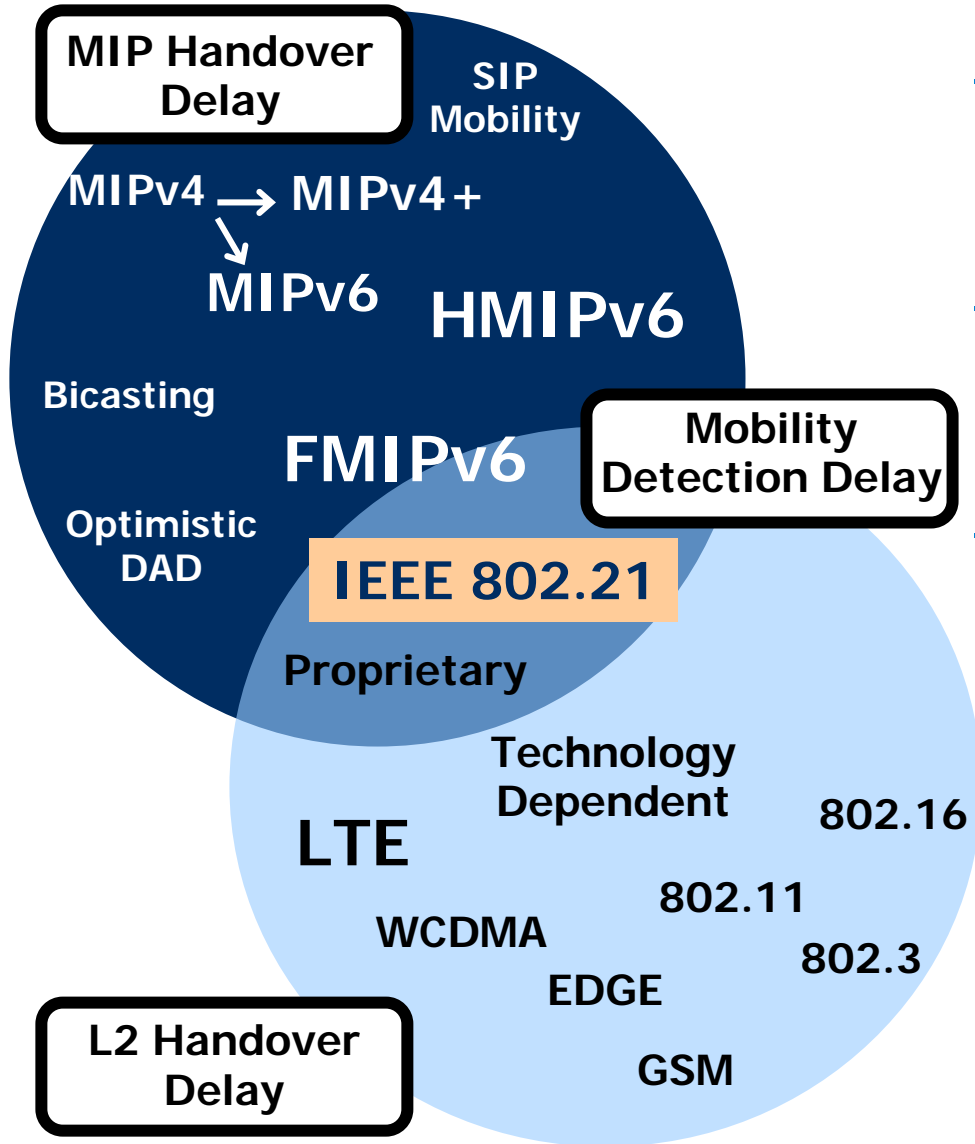 MIP Handover
Delay
SIP
Mobility
MIPv4 → MIPv4+
MIPv6
HMIPv6
Bicasting
FMIPv6
Mobility
Detection Delay
Optimistic
DAD
IEEE 802.21
Proprietary
Technology
Dependent
802.16
LTE
802.11
WCDMA
802.3
EDGE
L2 Handover
Delay
GSM